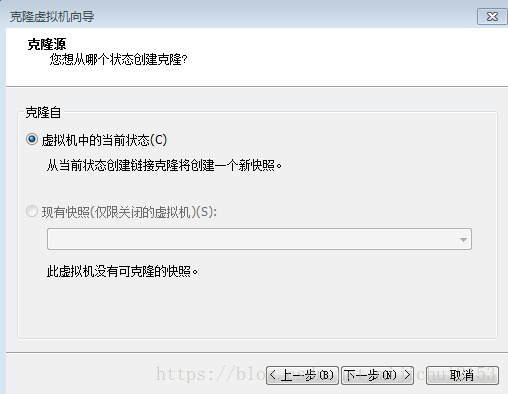 克隆虚拟机向导
克隆源
您想从哪个状态创建克隆?
克隆自
虚拟机中的当前状态(C)
从当前状态创建链接克隆将创建一个新快照。
现有快照(仅限关闭的虚拟机)(S):
此虚拟机没有可克隆的快照。
< 上一步(B) 下一步(N) > 取消